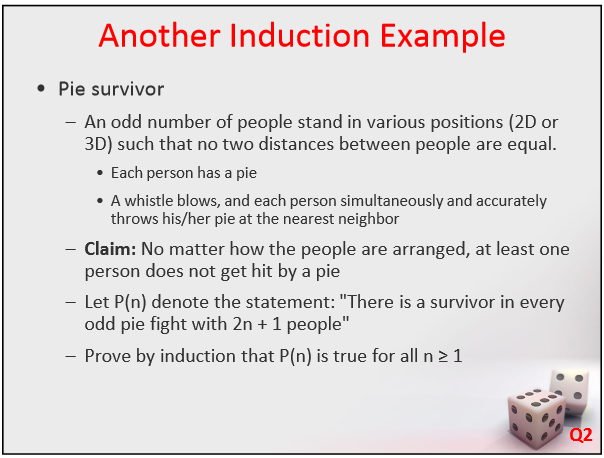 Another Induction Example
• Pie survivor
– An odd number of people stand in various positions (2D or
3D) such that no two distances between people are equal.
• Each person has a pie
• A whistle blows, and each person simultaneously and accurately
throws his/her pie at the nearest neighbor
– Claim: No matter how the people are arranged, at least one
person does not get hit by a pie
– Let P(n) denote the statement: "There is a survivor in every
odd pie fight with 2n + 1 people"
– Prove by induction that P(n) is true for all n ≥ 1
Q2